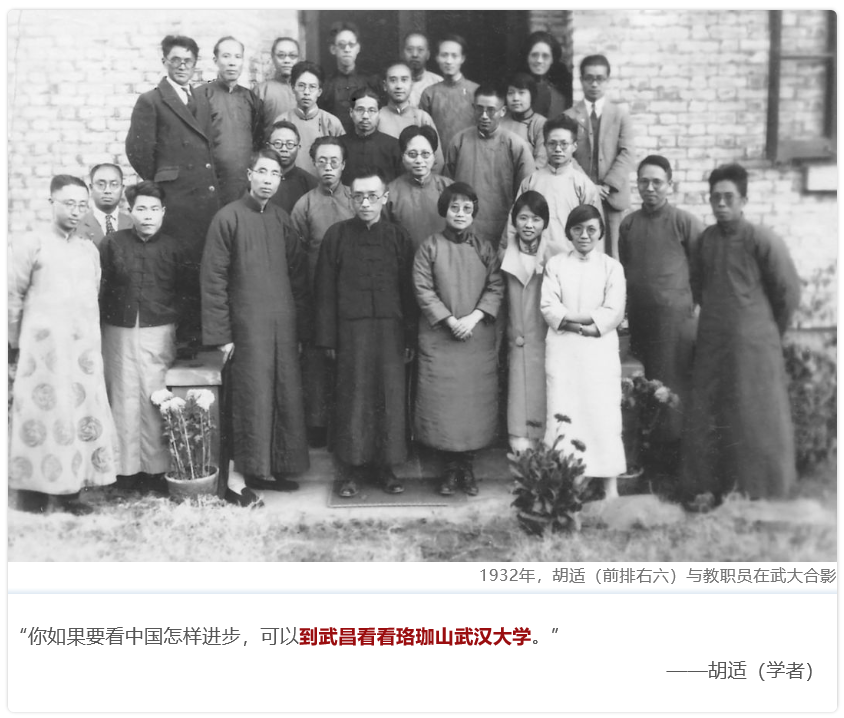 1932年，胡适（前排右六）与教职员在武大合影
“你如果要看中国怎样进步，可以到武昌看看珞珈山武汉大学。”
——胡适（学者）